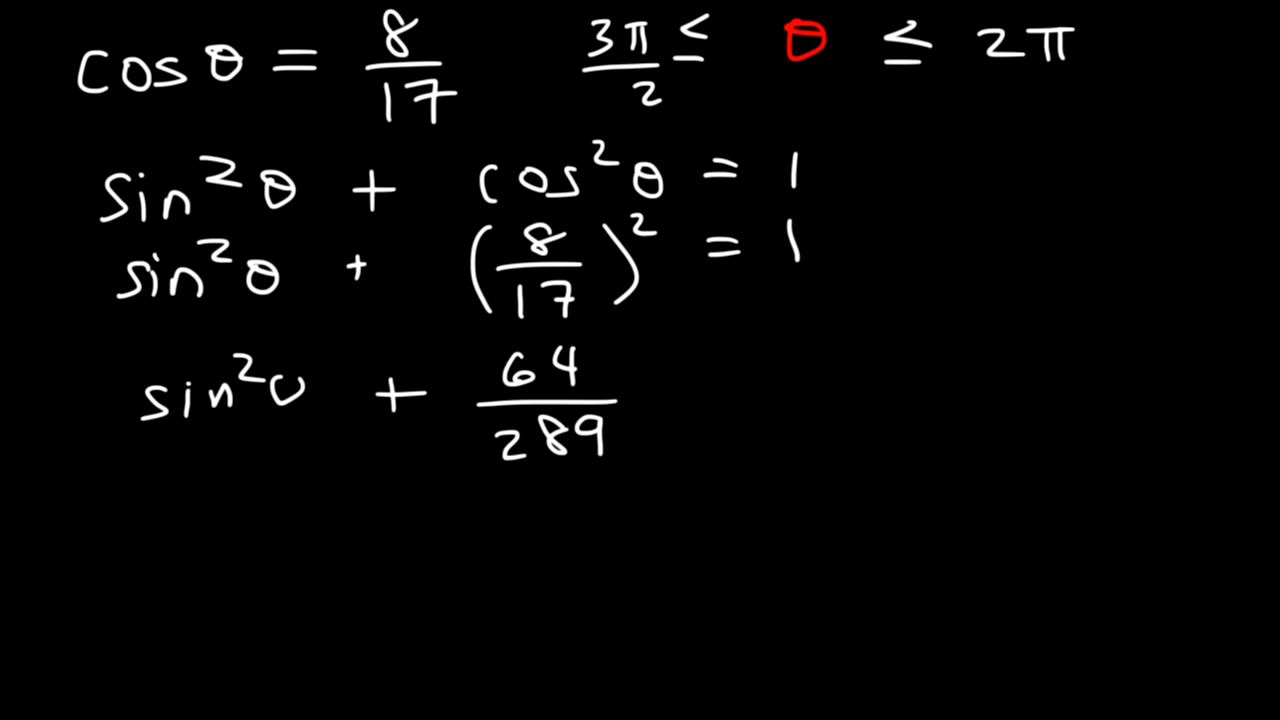 cos θ = 8/17 3π/2 ≤ θ ≤ 2π
sin²θ + cos²θ = 1
sin²θ + (8/17)² = 1
sin²θ + 64/289